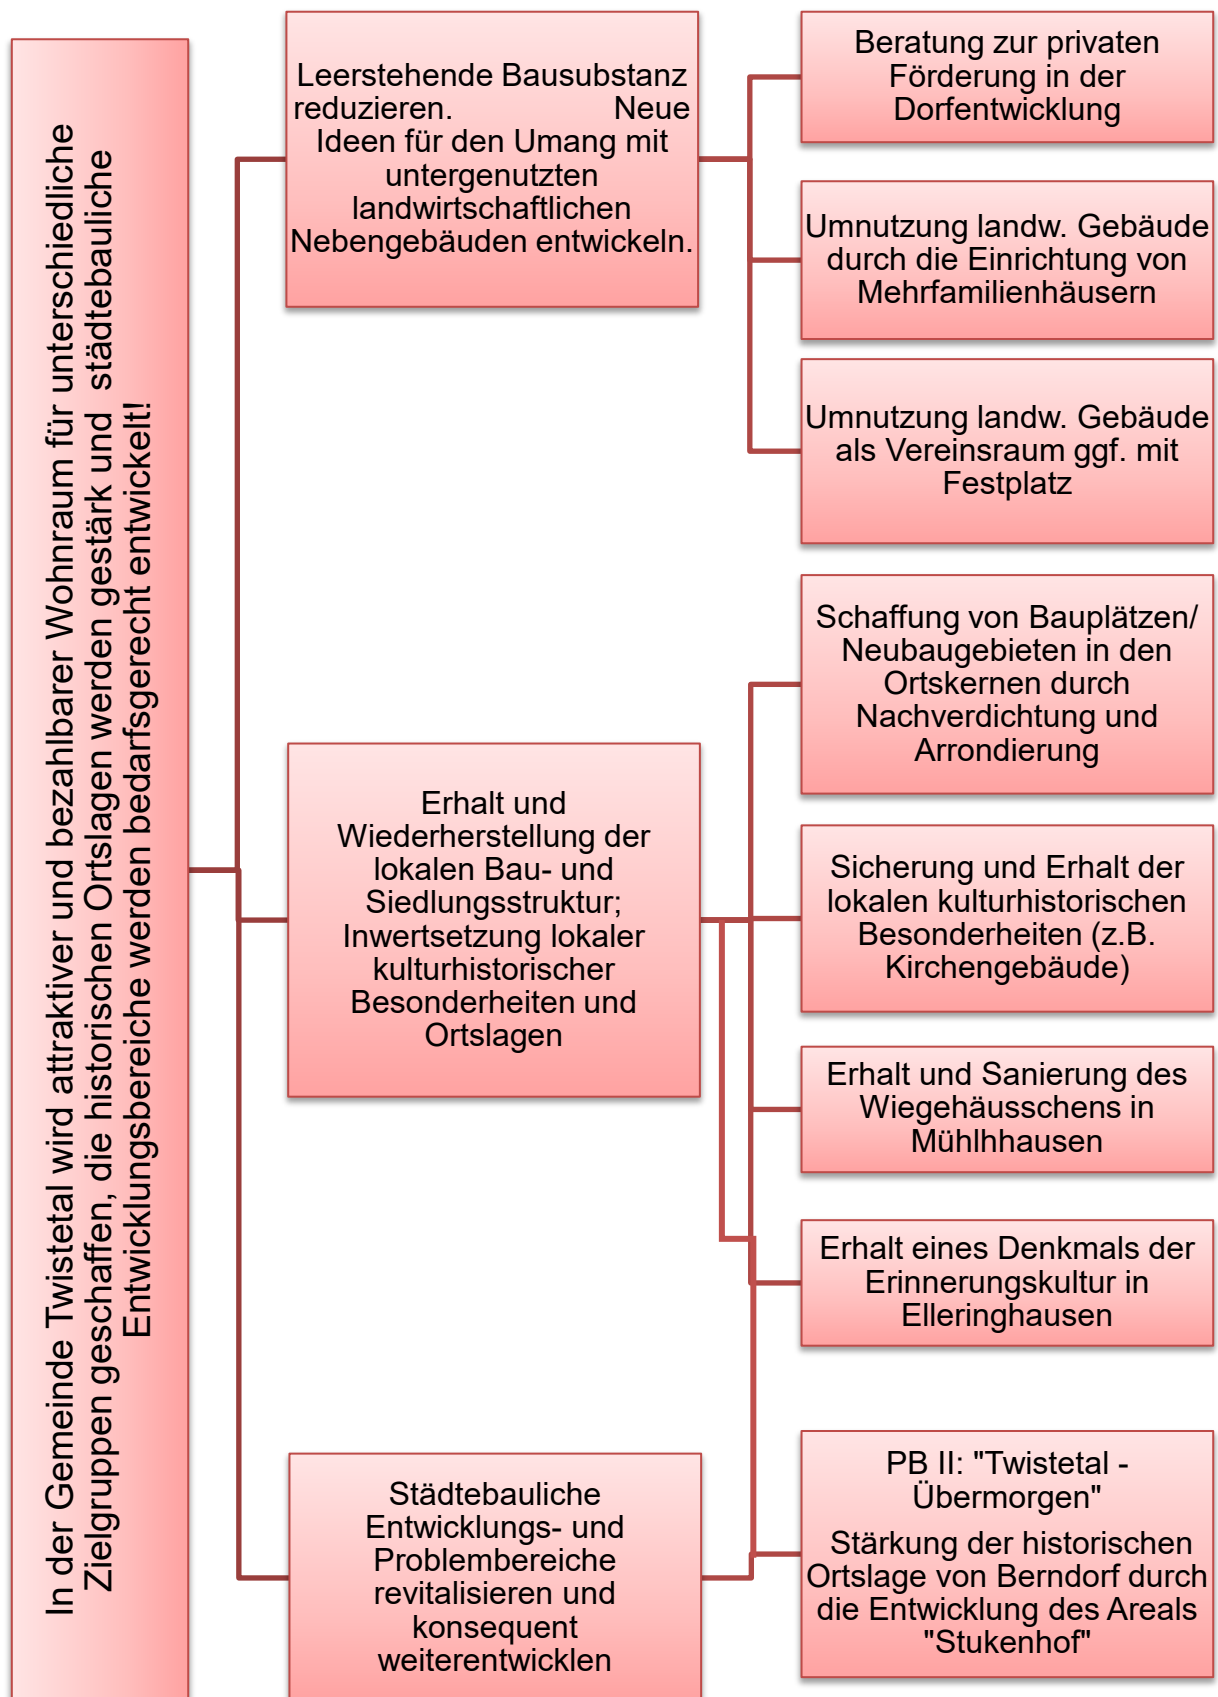 In der Gemeinde Twistetal wird attraktiver und bezahlbarer Wohnraum für unterschiedliche
Zielgruppen geschaffen, die historischen Ortslagen werden gestärk und  städtebauliche
Entwicklungsbereiche werden bedarfsgerecht entwickelt!
Leerstehende Bausubstanz
reduzieren. Neue
Ideen für den Umang mit
untergenutzten
landwirtschaftlichen
Nebengebäuden entwickeln.
Beratung zur privaten
Förderung in der
Dorfentwicklung
Umnutzung landw. Gebäude
durch die Einrichtung von
Mehrfamilienhäusern
Umnutzung landw. Gebäude
als Vereinsraum ggf. mit
Festplatz
Erhalt und
Wiederherstellung der
lokalen Bau- und
Siedlungsstruktur;
Inwertsetzung lokaler
kulturhistorischer
Besonderheiten und
Ortslagen
Schaffung von Bauplätzen/
Neubaugebieten in den
Ortskernen durch
Nachverdichtung und
Arrondierung
Sicherung und Erhalt der
lokalen kulturhistorischen
Besonderheiten (z.B.
Kirchengebäude)
Erhalt und Sanierung des
Wiegehäusschens in
Mühlhhausen
Erhalt eines Denkmals der
Erinnerungskultur in
Elleringhausen
Städtebauliche
Entwicklungs- und
Problembereiche
revitalisieren und
konsequent
weiterentwicklen
PB II: "Twistetal -
Übermorgen"
Stärkung der historischen
Ortslage von Berndorf durch
die Entwicklung des Areals
"Stukenhof"